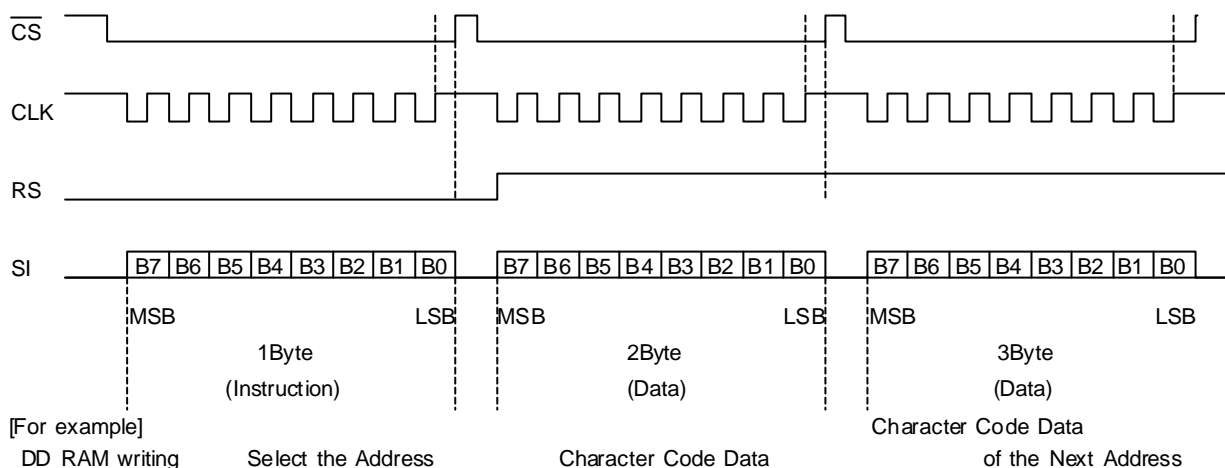 CS
CLK
RS
SI B7 B6 B5 B4 B3 B2 B1 B0 B7 B6 B5 B4 B3 B2 B1 B0 B7 B6 B5 B4 B3 B2 B1 B0
MSB LSB MSB LSB MSB LSB
1Byte 2Byte 3Byte
(Instruction) (Data) (Data)
[For example] Character Code Data
DD RAM writing Select the Address Character Code Data of the Next Address